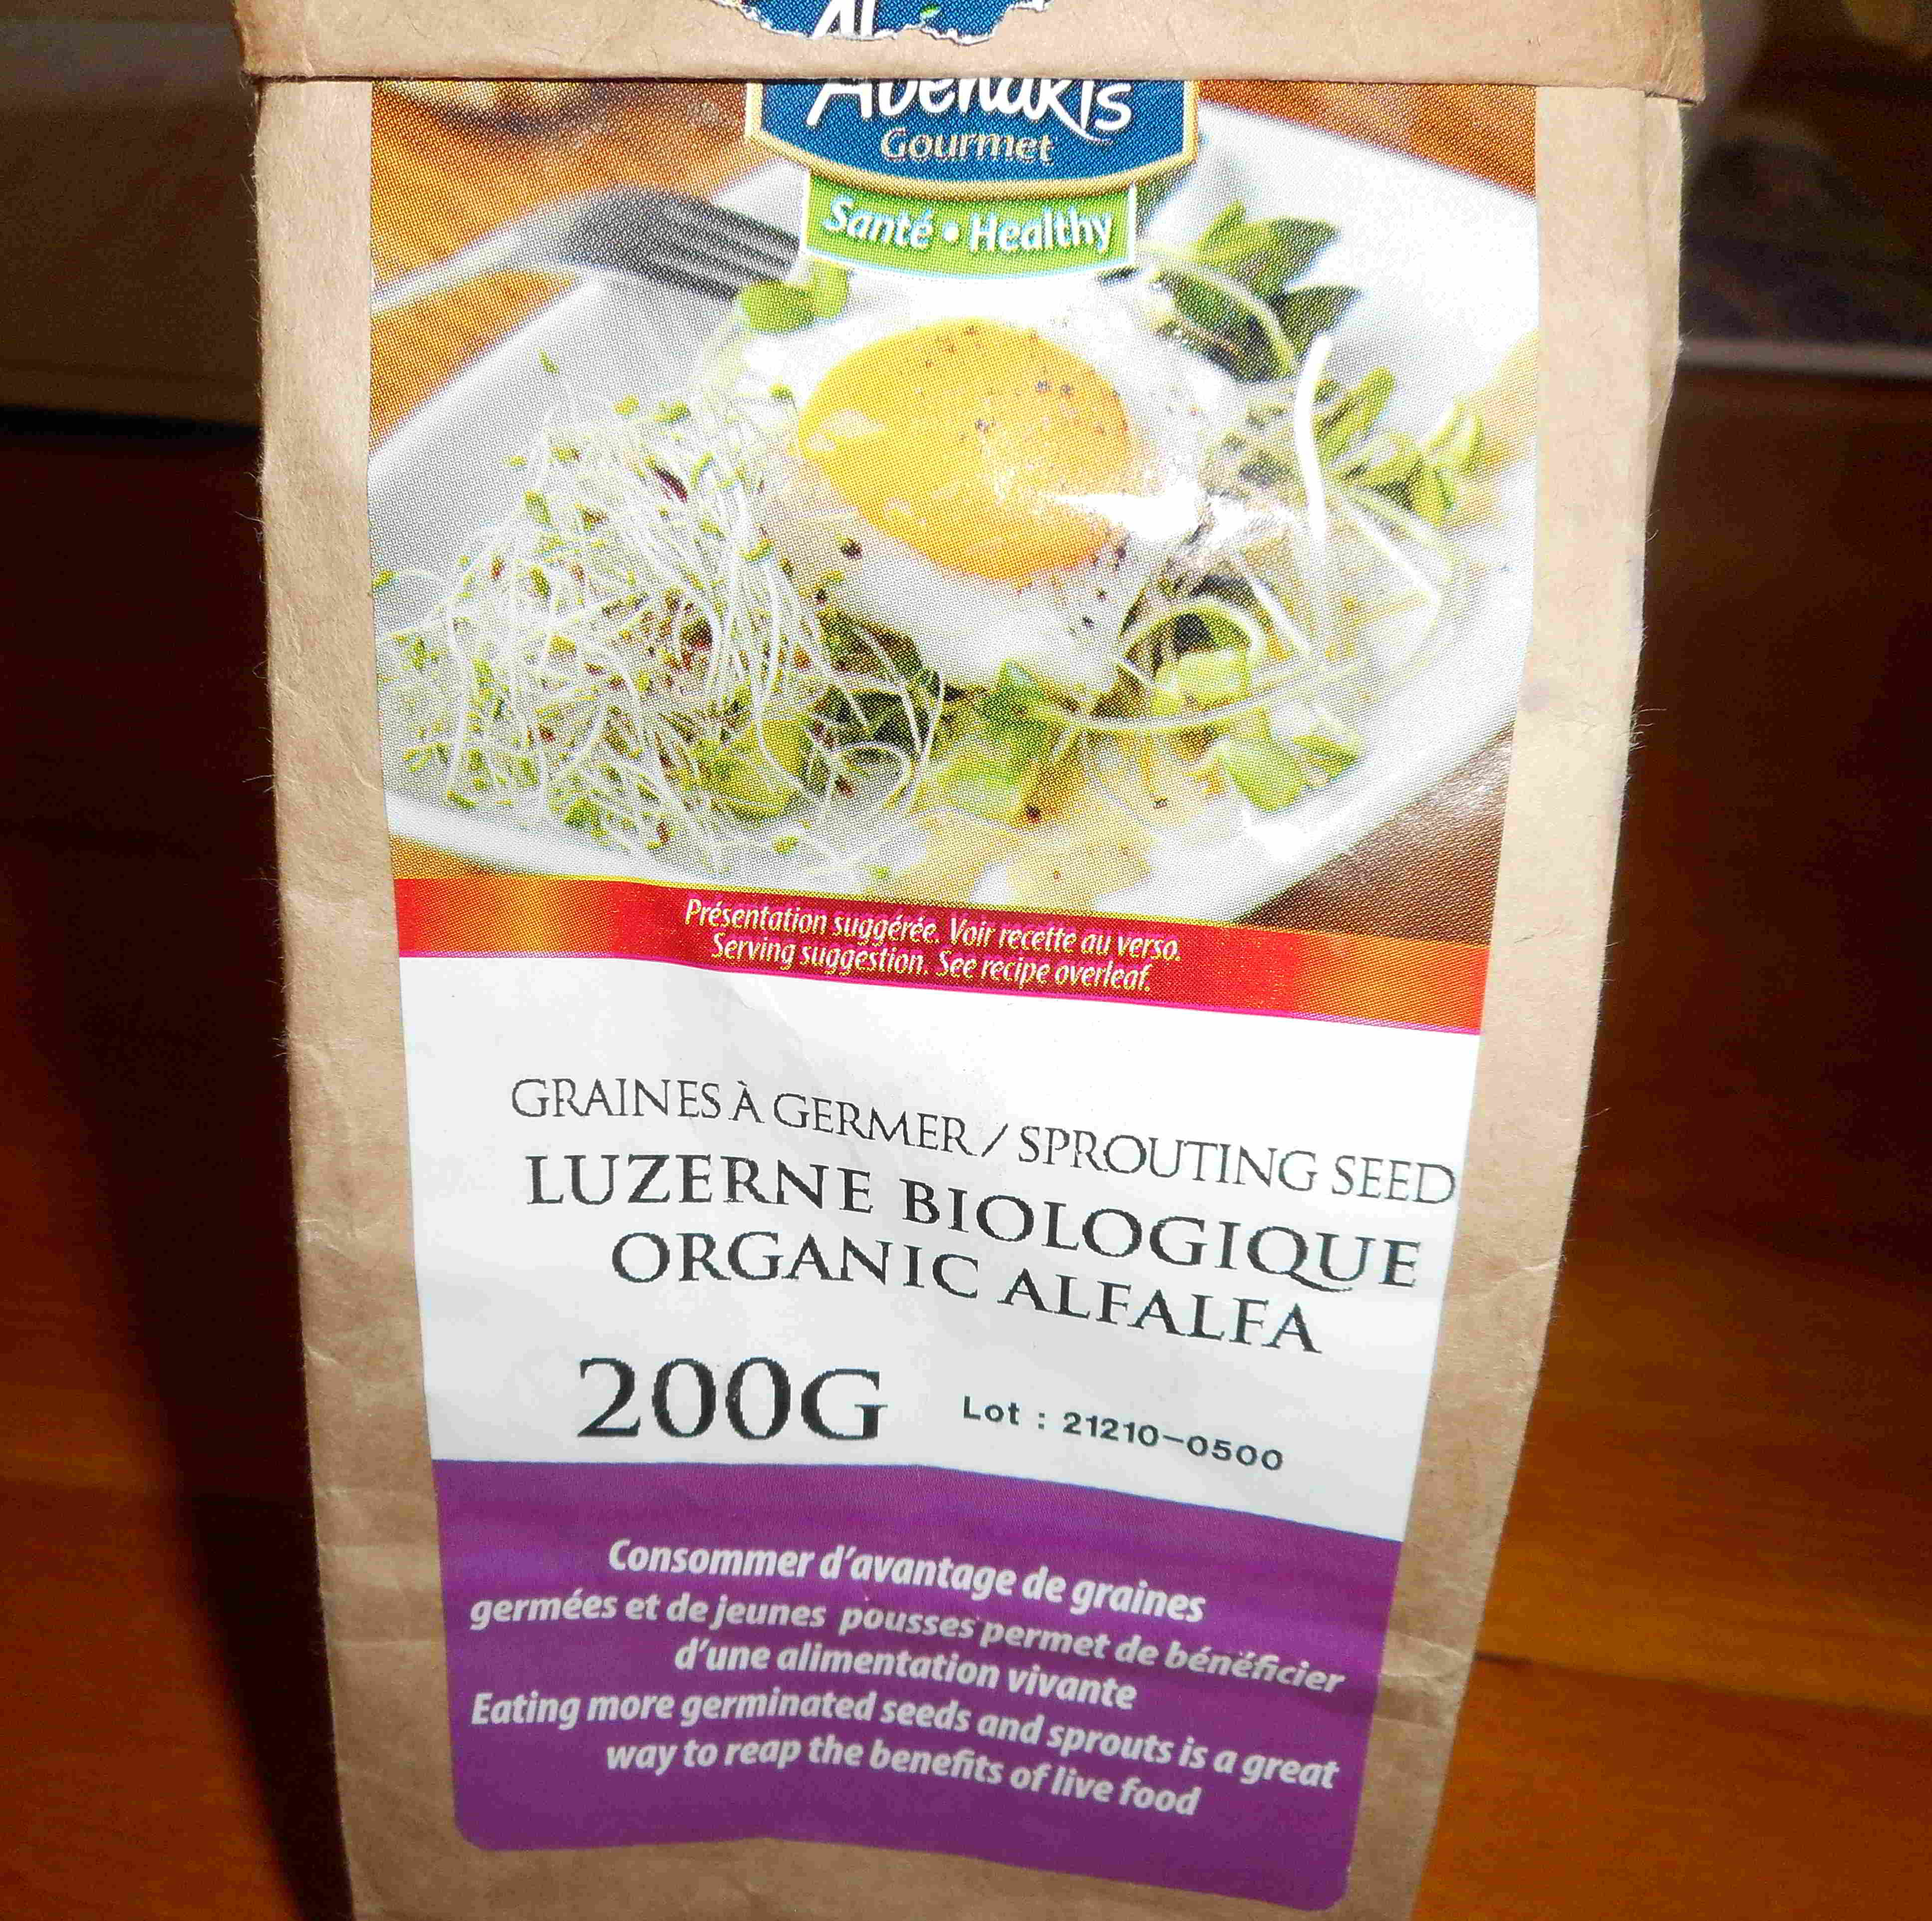 Abenakis
Gourmet
Santé • Healthy
Présentation suggérée. Voir recette au verso.
Serving suggestion. See recipe overleaf.
GRAINES À GERMER / SPROUTING SEED
LUZERNE BIOLOGIQUE
ORGANIC ALFALFA
200G Lot : 21210-0500
Consommer d'avantage de graines
germées et de jeunes pousses permet de bénéficier
d'une alimentation vivante
Eating more germinated seeds and sprouts is a great
way to reap the benefits of live food